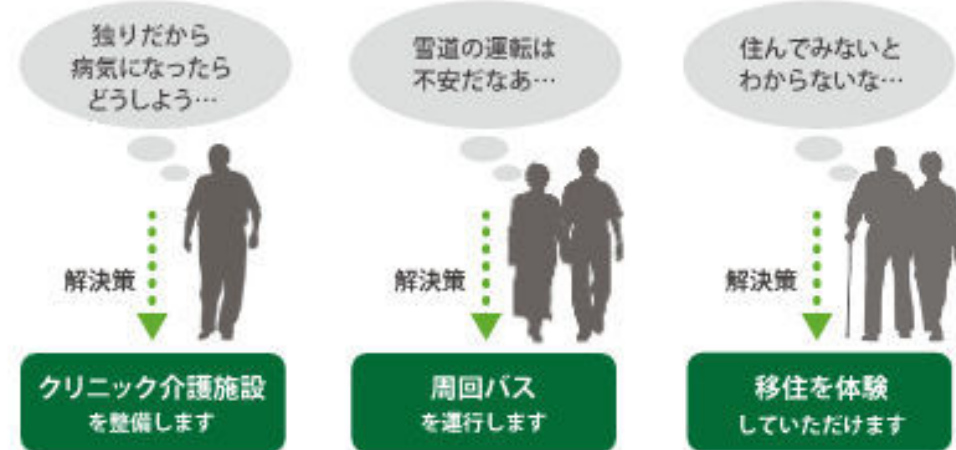 独りだから
病気になったら
どうしよう…
解決策
クリニック介護施設
を整備します
雪道の運転は
不安だなあ…
解決策
周回バス
を運行します
住んでみないと
わからないな…
解決策
移住を体験
していただけます